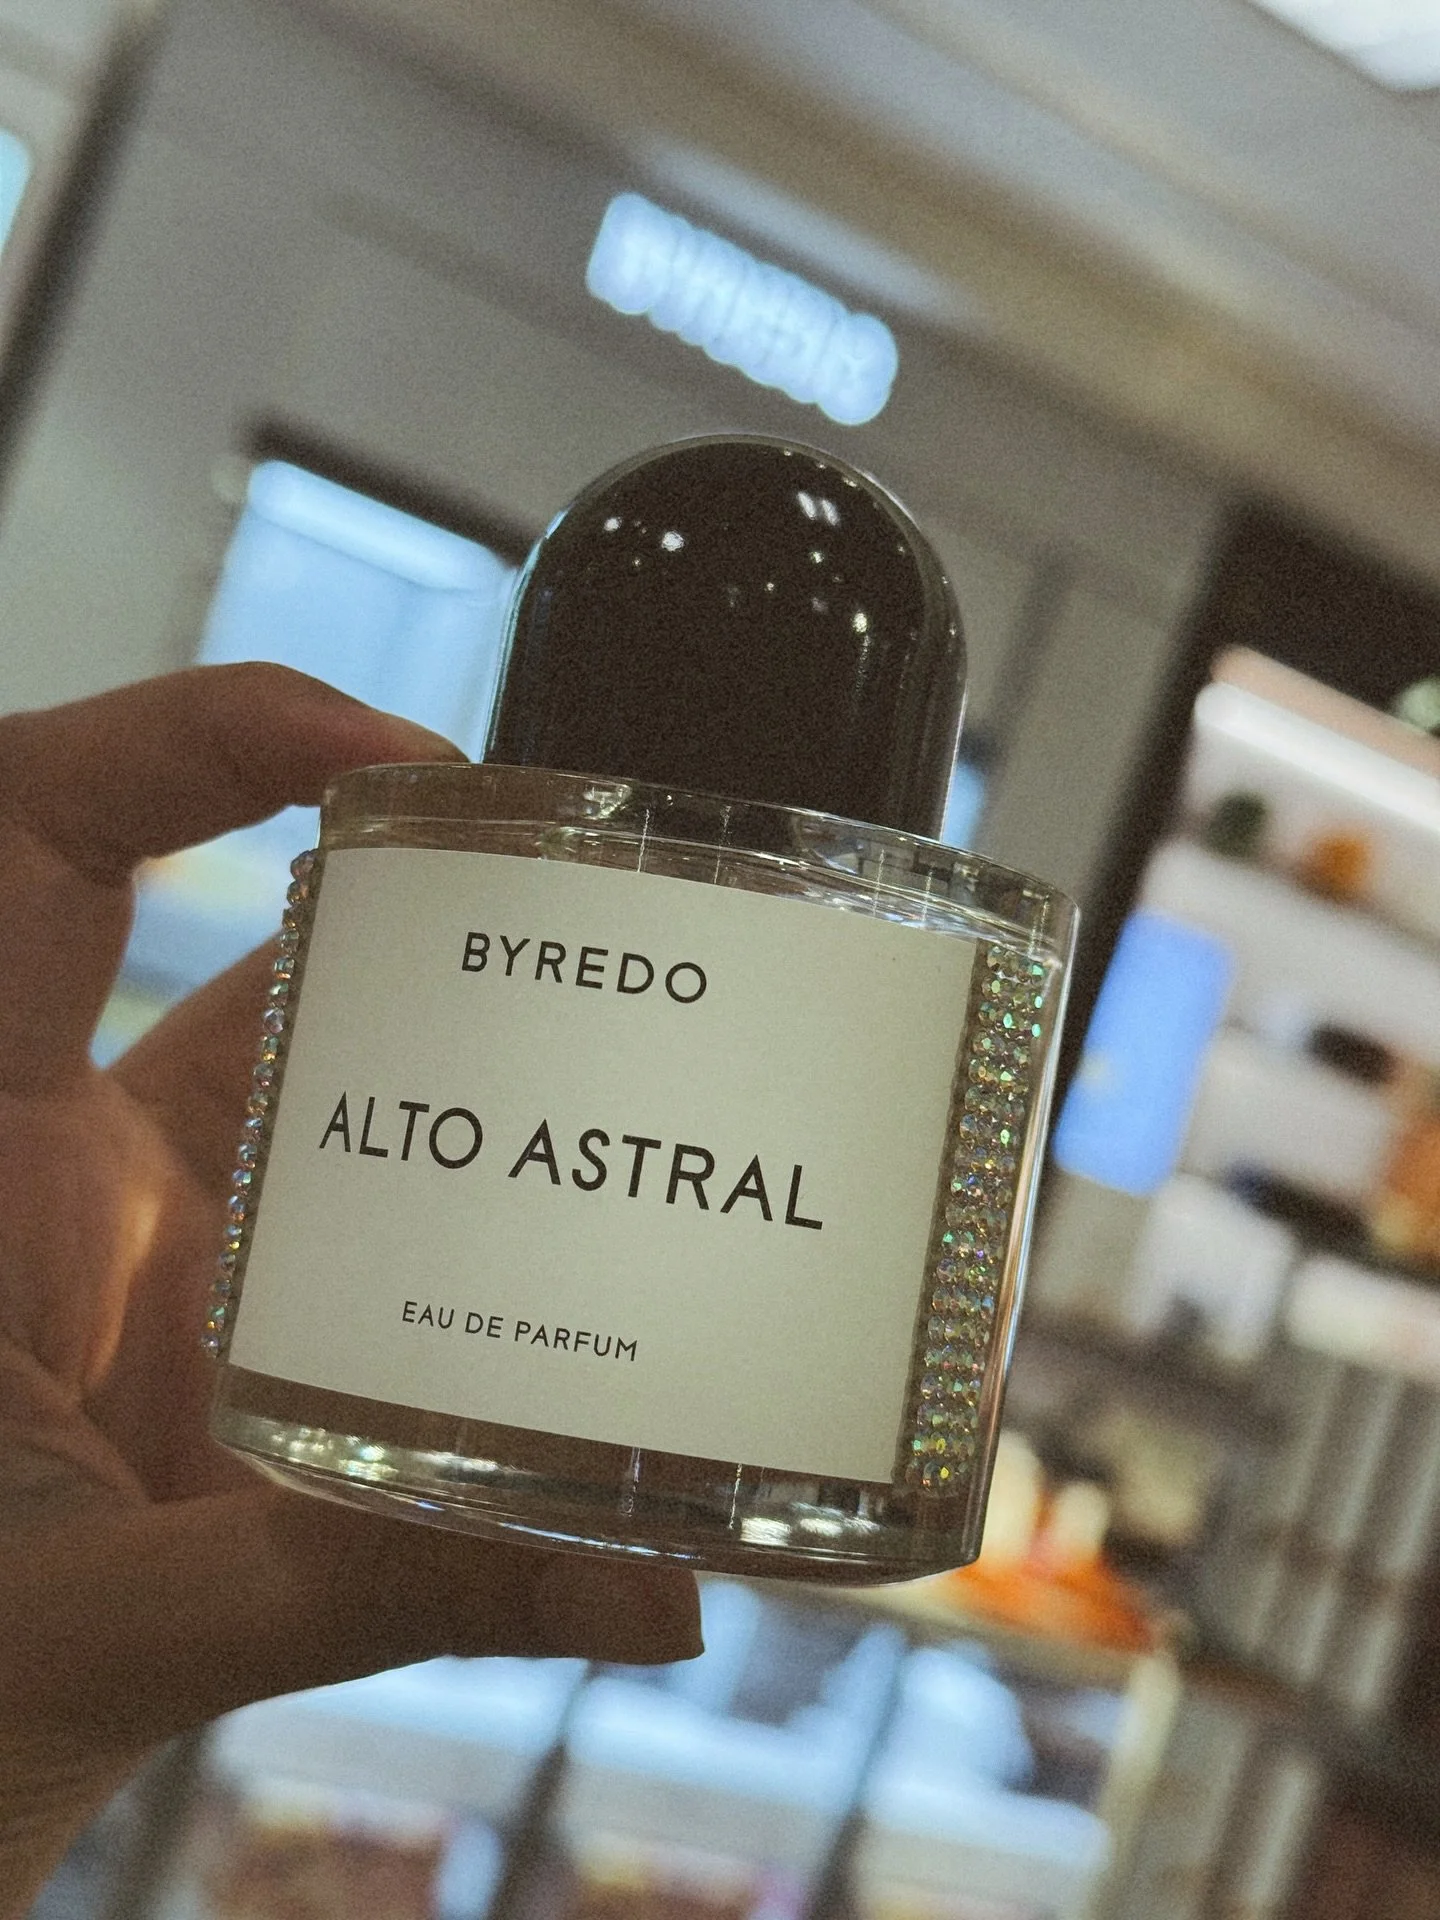 BYREDO
ALTO ASTRAL
EAU DE PARFUM